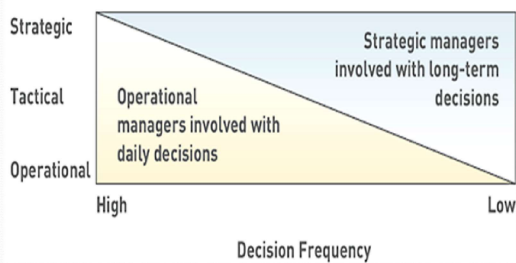 Strategic
Tactical
Operational
Strategic managers
involved with long-term
decisions
Operational
managers involved with
daily decisions
High
Low
Decision Frequency